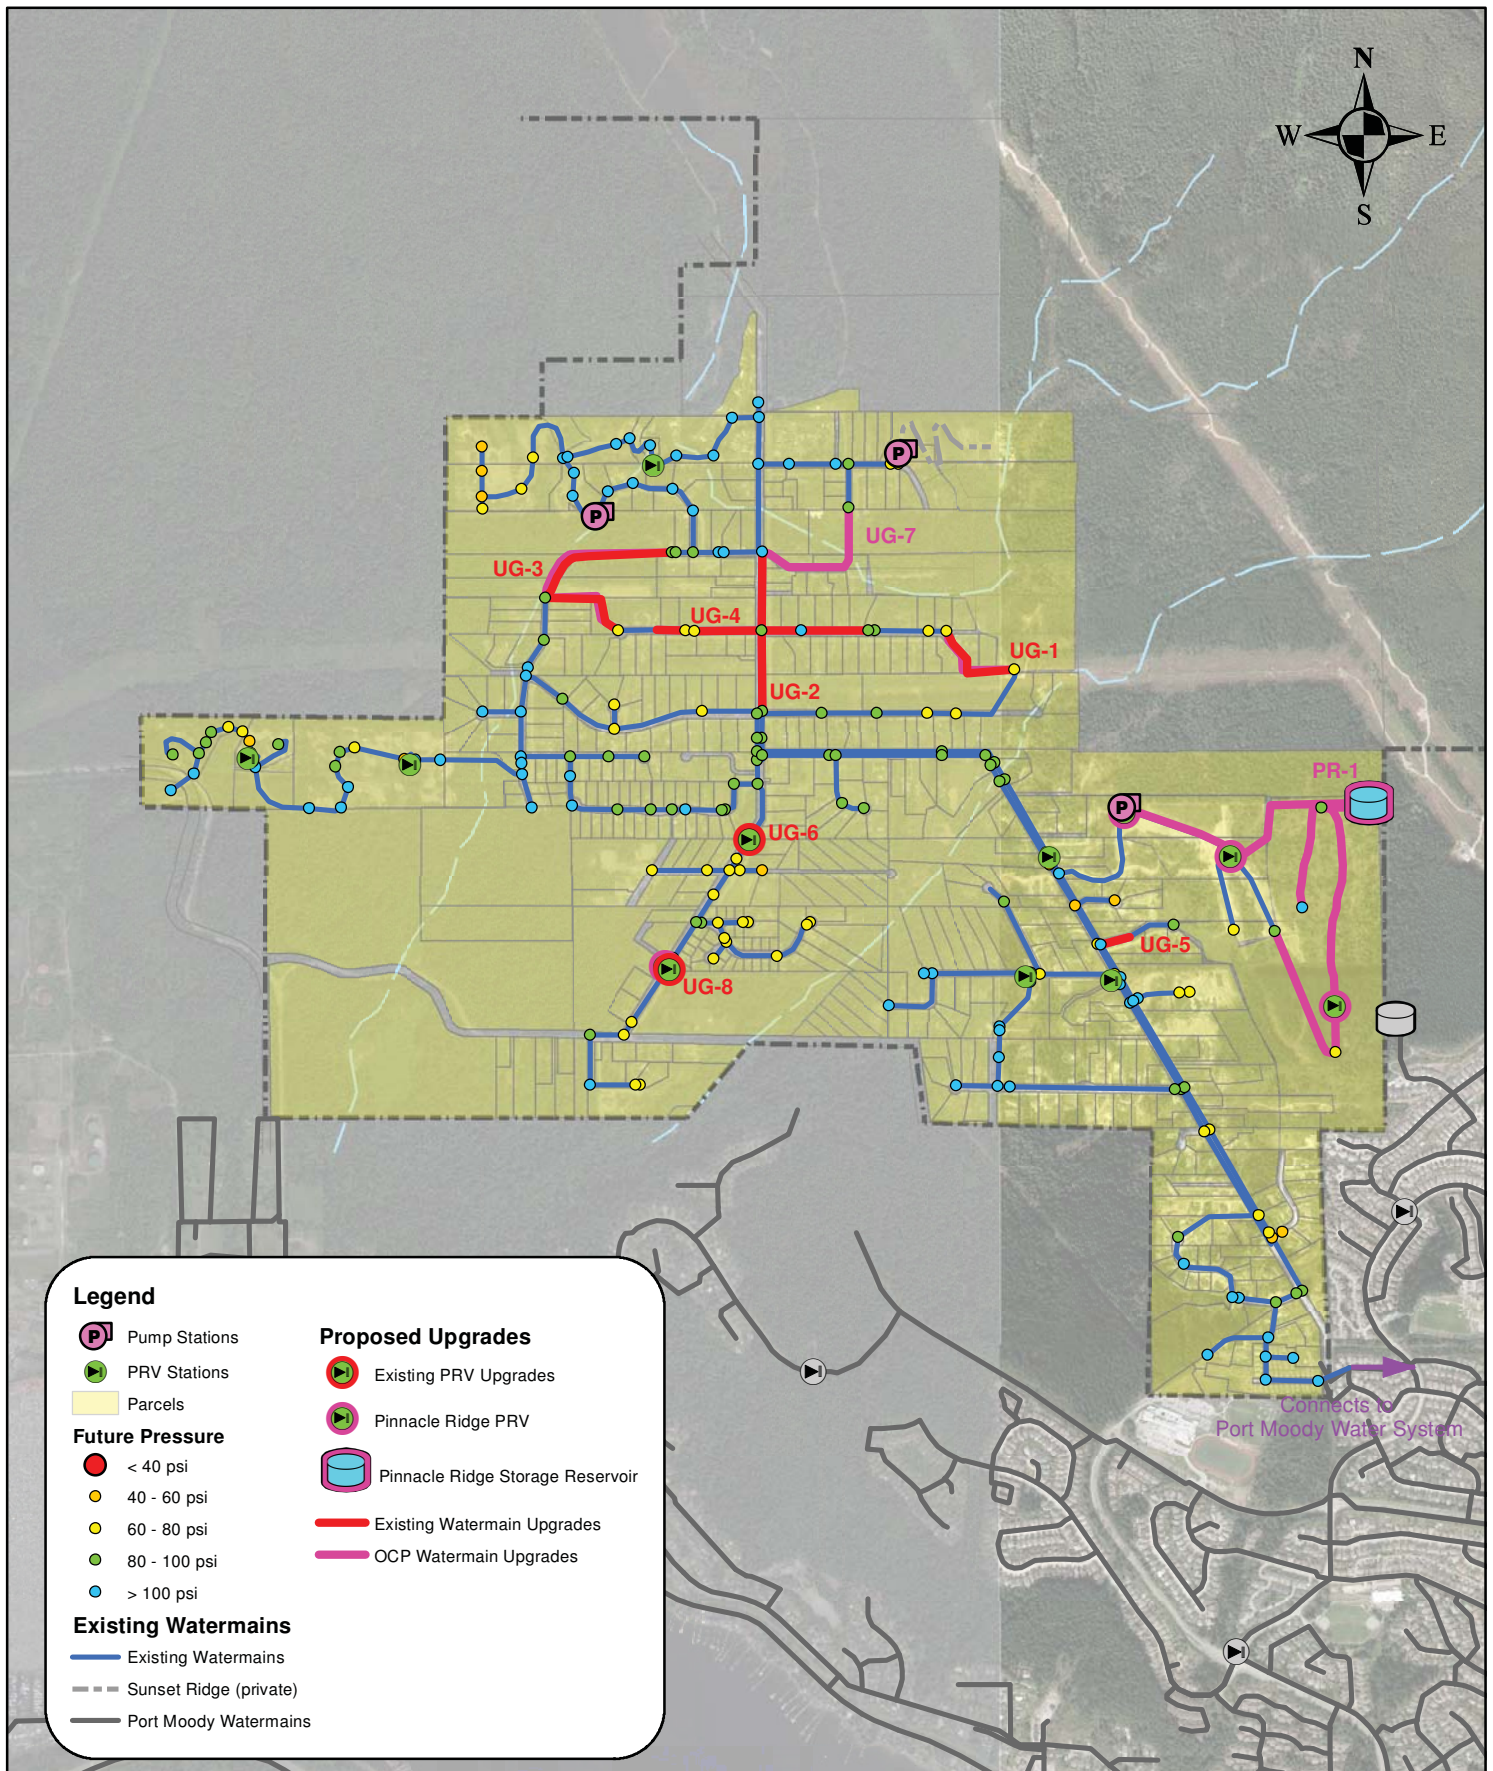 N
W E
S
P
P
UG-7
UG-3
UG-4
UG-1
UG-2
PR-1
P
UG-6
UG-5
UG-8
Connects to
Port Moody Water System
Legend
P Pump Stations
PRV Stations
Parcels
Future Pressure
< 40 psi
40 - 60 psi
60 - 80 psi
80 - 100 psi
> 100 psi
Existing Watermains
Existing Watermains
Sunset Ridge (private)
Port Moody Watermains
Proposed Upgrades
Existing PRV Upgrades
Pinnacle Ridge PRV
Pinnacle Ridge Storage Reservoir
Existing Watermain Upgrades
OCP Watermain Upgrades